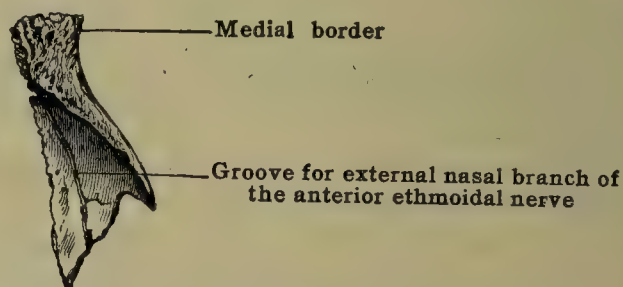 Medial border
Groove for external nasal branch of
the anterior ethmoidal nerve